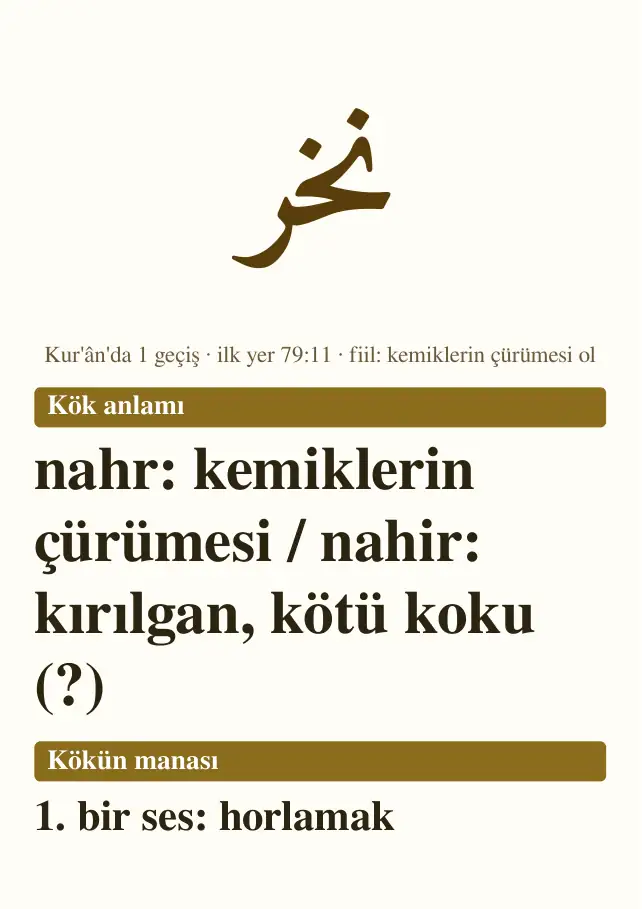 نخر
Kur'ân'da 1 geçiş · ilk yer 79:11 · fiil: kemiklerin çürümesi ol
Kök anlamı
nahr: kemiklerin
çürümesi / nahir:
kırılgan, kötü koku
(?)
Kökün manası
1. bir ses: horlamak